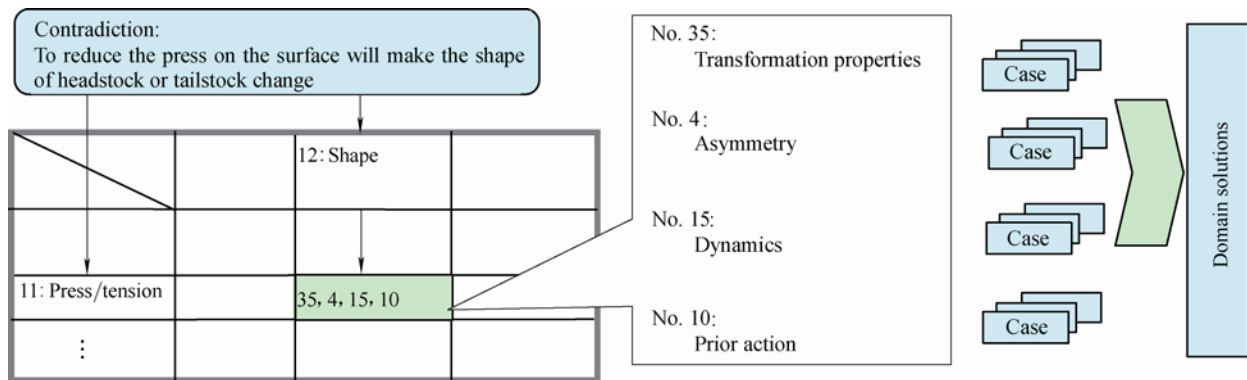 Contradiction:
To reduce the press on the surface will make the shape
of headstock or tailstock change
12: Shape
11: Press/tension
35, 4, 15, 10
⋮
No. 35:
Transformation properties
No. 4:
Asymmetry
No. 15:
Dynamics
No. 10:
Prior action
Case
Case
Case
Case
Domain solutions